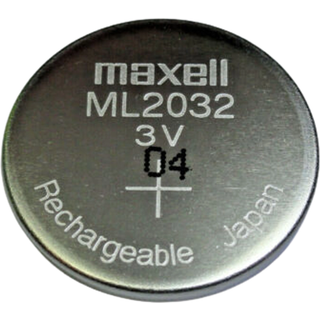 maxell
ML2032
3V
04
+
Rechargeable Japan